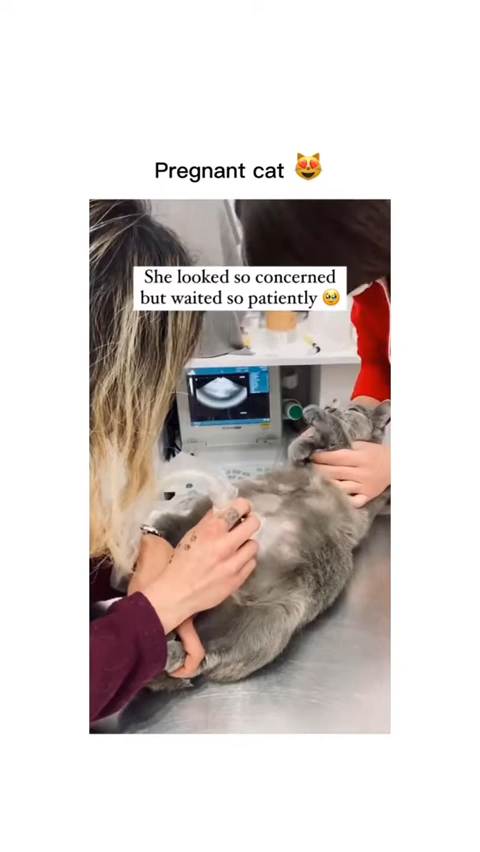 Pregnant cat 😻
She looked so concerned
but waited so patiently 🥹